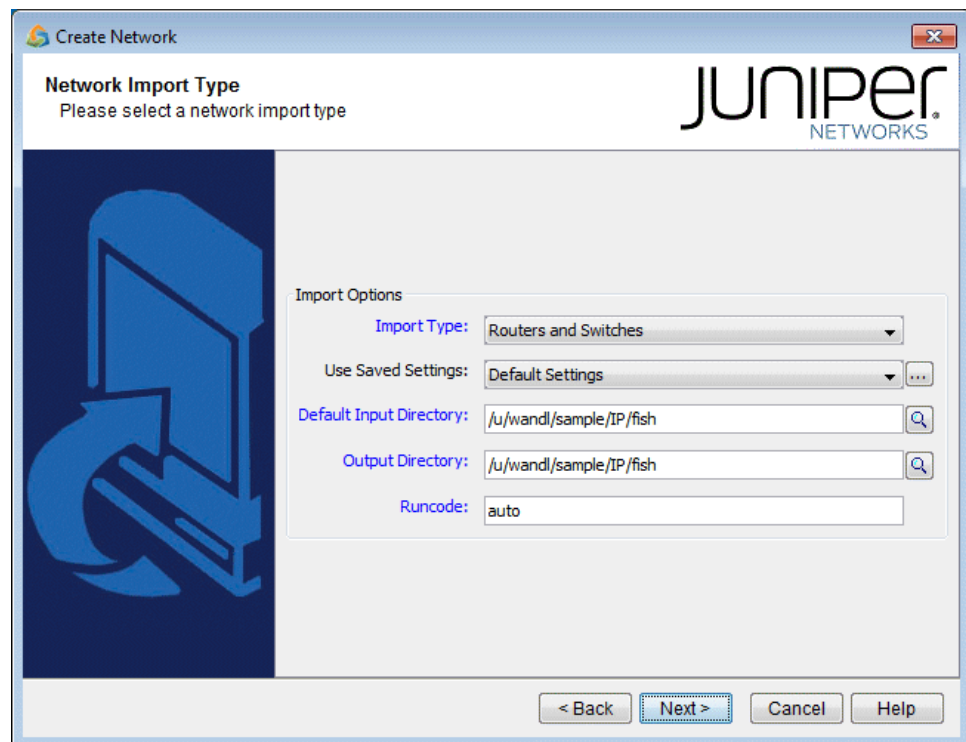 Create Network
Network Import Type
Please select a network import type
JUNIPER
NETWORKS
Import Options
Import Type: Routers and Switches
Use Saved Settings: Default Settings ...
Default Input Directory: /u/wandl/sample/IP/fish
Output Directory: /u/wandl/sample/IP/fish
Runcode: auto
< Back Next > Cancel Help